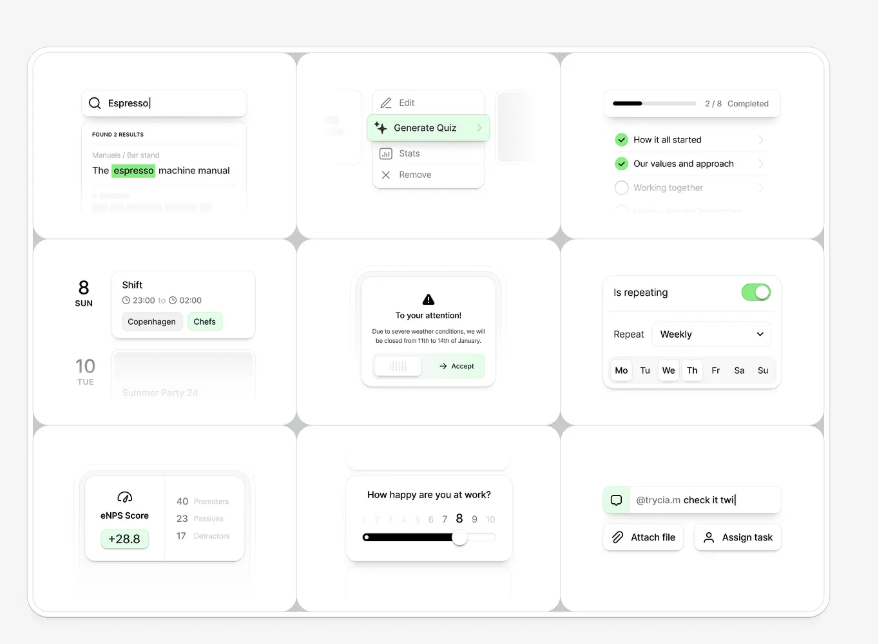 Espresso
FOUND 2 RESULTS
Manuals / Bar stand
The espresso machine manual
Edit
Generate Quiz
Stats
Remove
2 / 8 Completed
How it all started
Our values and approach
Working together
8
SUN
Shift
23:00 to 02:00
Copenhagen Chefs
10
TUE
Summer Party 24
To your attention!
Due to severe weather conditions, we will
be closed from 11th to 14th of January.
Accept
Is repeating
Repeat Weekly
Mo Tu We Th Fr Sa Su
eNPS Score
+28.8
40 Promoters
23 Passives
17 Detractors
How happy are you at work?
1 2 3 4 5 6 7 8 9 10
@trycia.m check it twi
Attach file Assign task